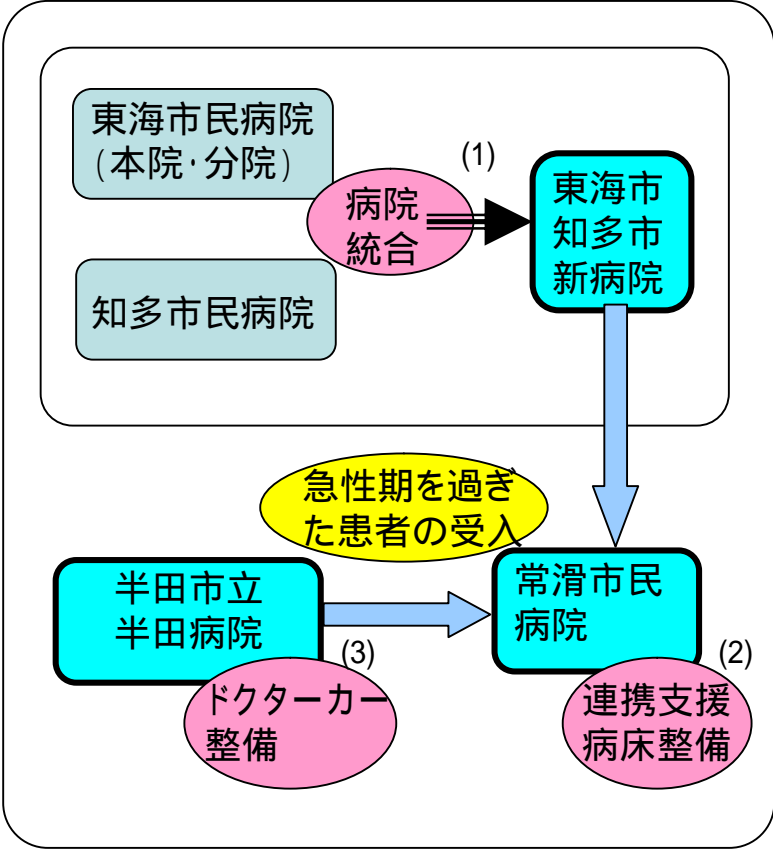 東海市民病院
(本院・分院)
(1)
病院
統合
東海市
知多市
新病院
知多市民病院
急性期を過ぎ
た患者の受入
半田市立
半田病院
常滑市民
病院
(3)
(2)
ドクターカー
整備
連携支援
病床整備